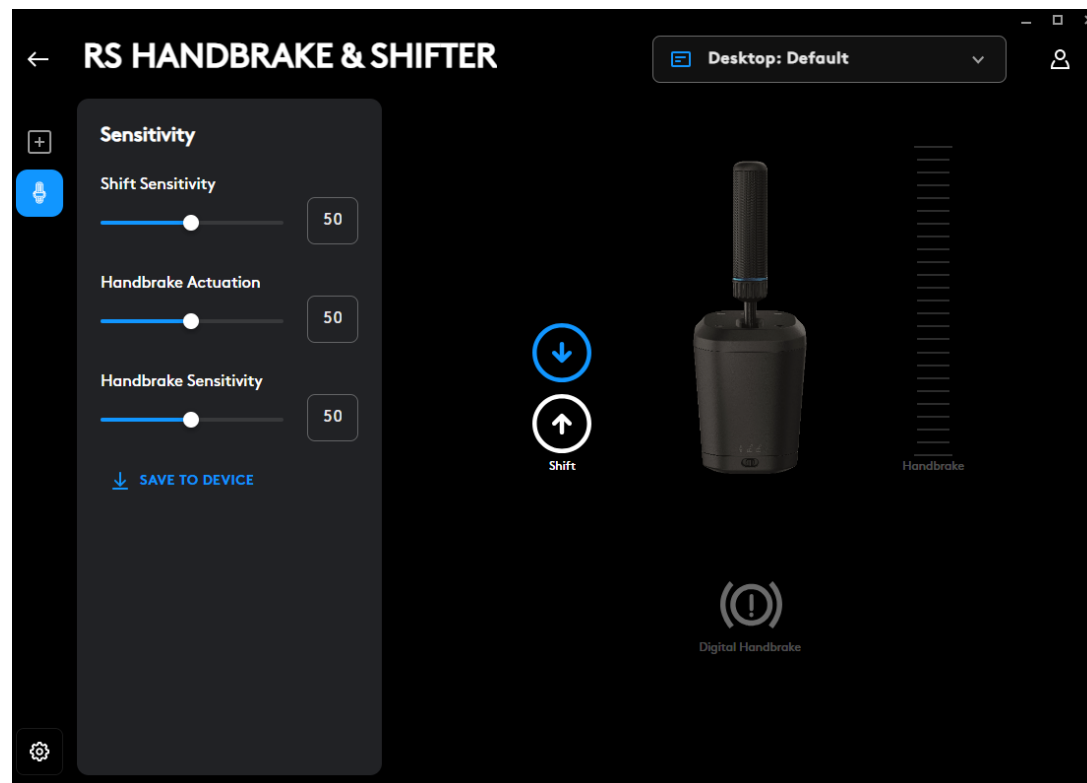 RS HANDBRAKE & SHIFTER
Desktop: Default
Sensitivity
Shift Sensitivity
50
Handbrake Actuation
50
Handbrake Sensitivity
50
SAVE TO DEVICE
Shift
Handbrake
Digital Handbrake